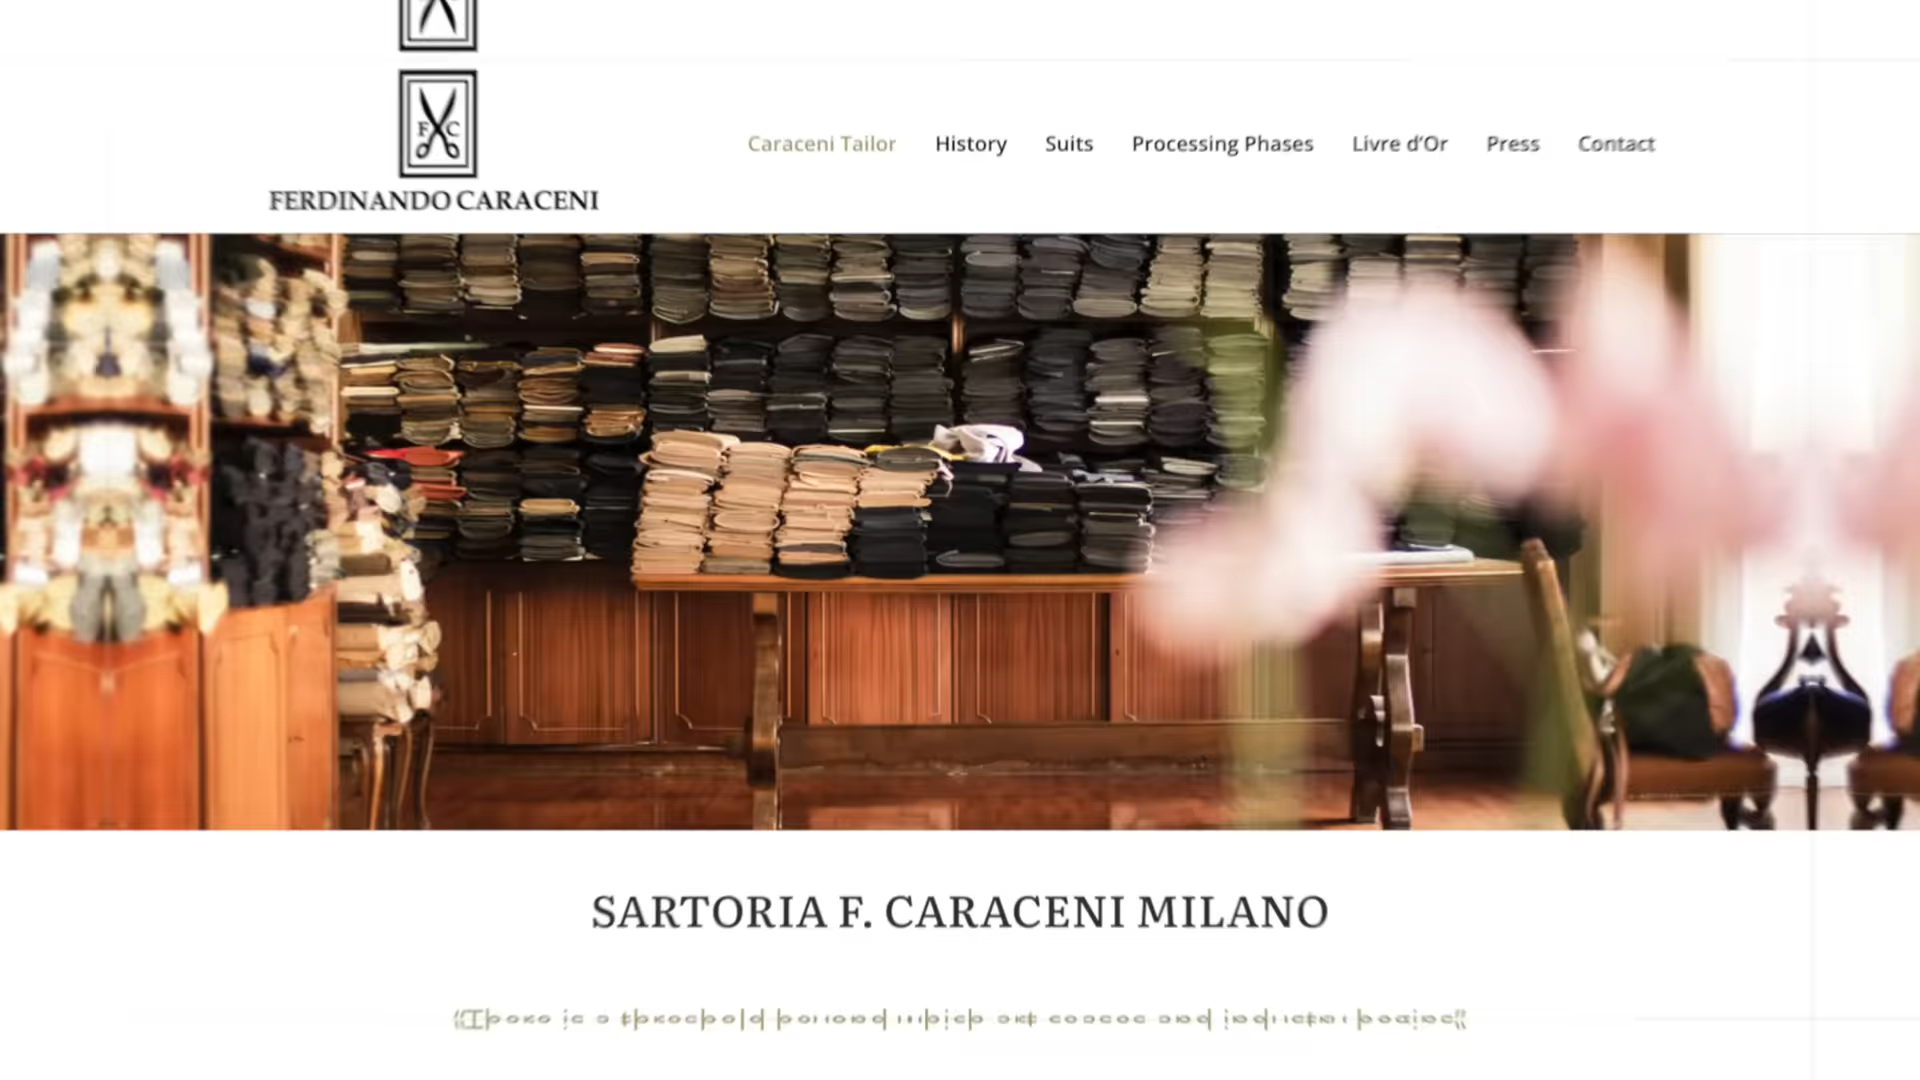 F C
FERDINANDO CARACENI
Caraceni Tailor History Suits Processing Phases Livre d'Or Press Contact
SARTORIA F. CARACENI MILANO